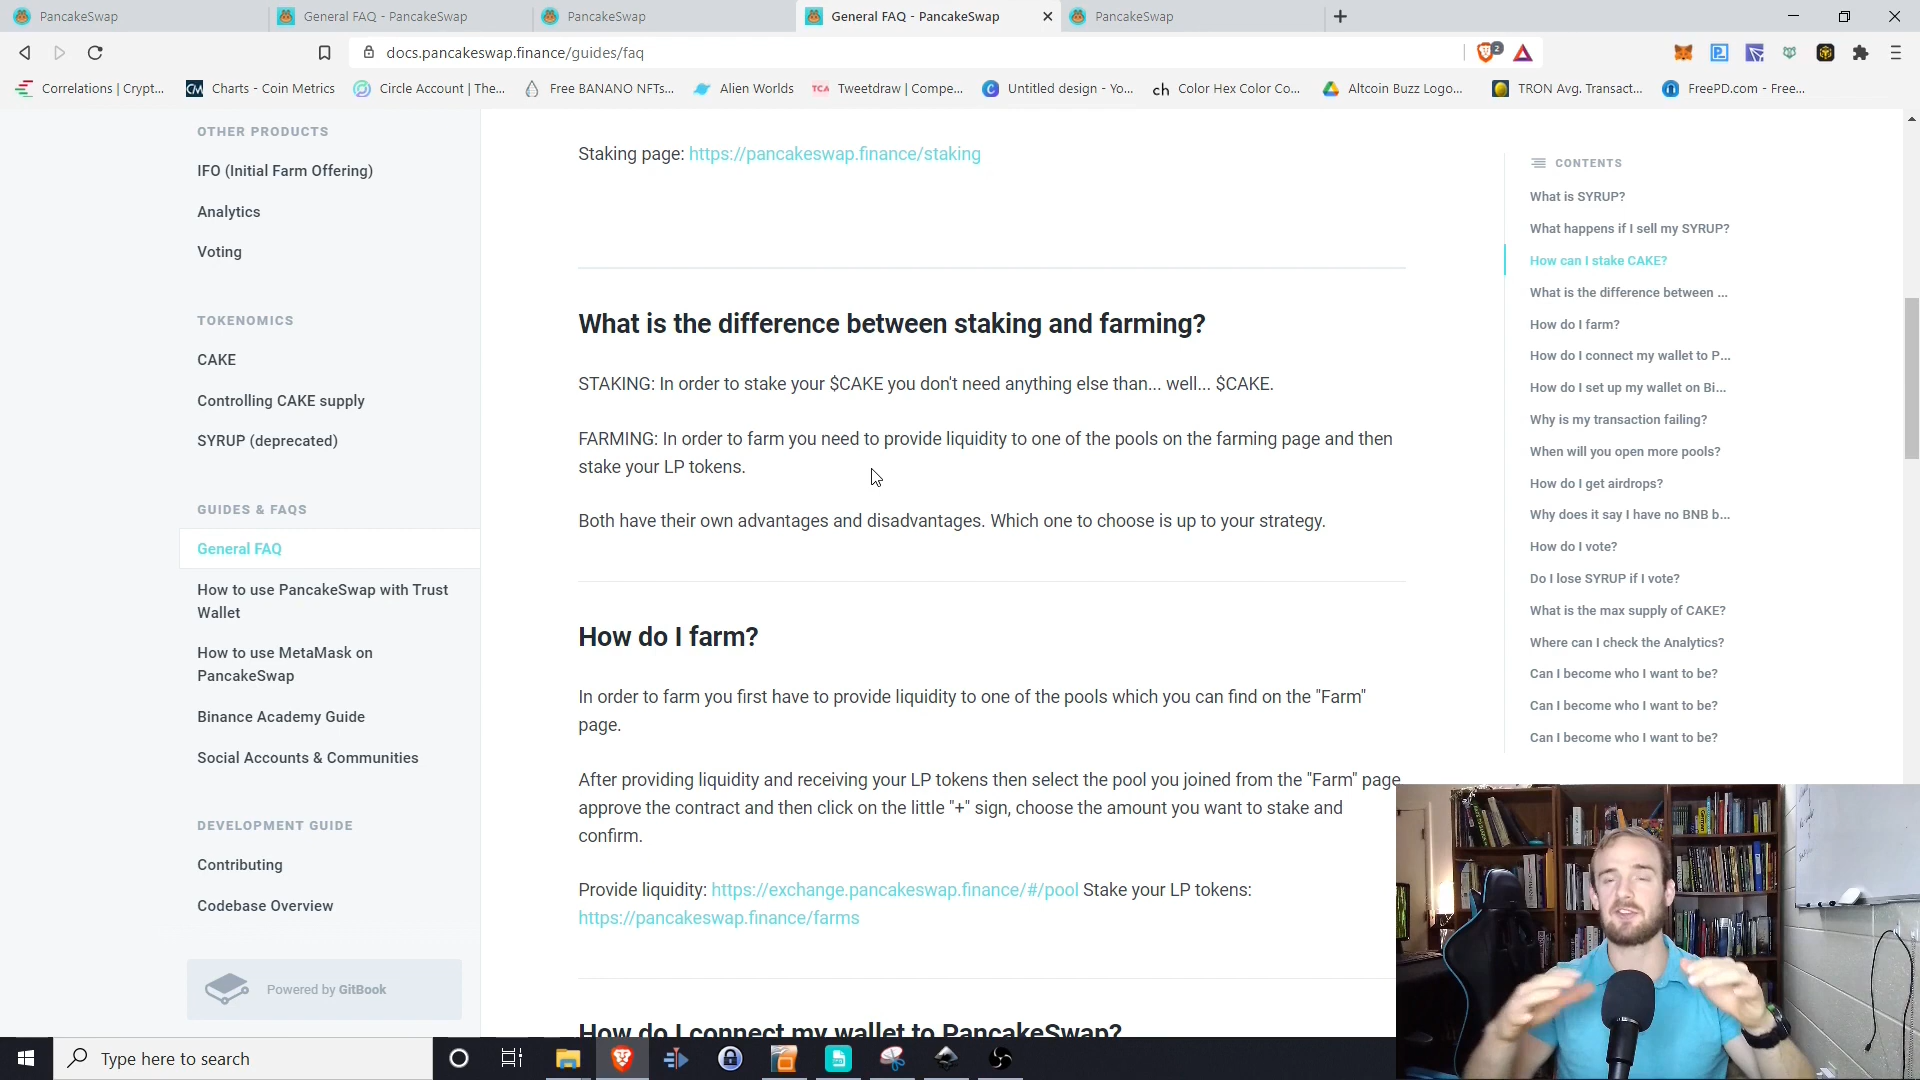 PancakeSwap
General FAQ - PancakeSwap
PancakeSwap
General FAQ - PancakeSwap
PancakeSwap
docs.pancakeswap.finance/guides/faq
2
Correlations | Crypt...
CM Charts - Coin Metrics
Circle Account | The...
Free BANANO NFTs...
Alien Worlds
TCA Tweetdraw | Compe...
C Untitled design - Yo...
ch Color Hex Color Co...
Altcoin Buzz Logo...
TRON Avg. Transact...
FreePD.com - Free...
OTHER PRODUCTS
IFO (Initial Farm Offering)
Analytics
Voting
TOKENOMICS
CAKE
Controlling CAKE supply
SYRUP (deprecated)
GUIDES & FAQS
General FAQ
How to use PancakeSwap with Trust
Wallet
How to use MetaMask on
PancakeSwap
Binance Academy Guide
Social Accounts & Communities
DEVELOPMENT GUIDE
Contributing
Codebase Overview
Powered by GitBook
Staking page: https://pancakeswap.finance/staking
What is the difference between staking and farming?
STAKING: In order to stake your $CAKE you don't need anything else than... well... $CAKE.
FARMING: In order to farm you need to provide liquidity to one of the pools on the farming page and then
stake your LP tokens.
Both have their own advantages and disadvantages. Which one to choose is up to your strategy.
How do I farm?
In order to farm you first have to provide liquidity to one of the pools which you can find on the "Farm"
page.
After providing liquidity and receiving your LP tokens then select the pool you joined from the "Farm" page
approve the contract and then click on the little "+" sign, choose the amount you want to stake and
confirm.
Provide liquidity: https://exchange.pancakeswap.finance/#/pool Stake your LP tokens:
https://pancakeswap.finance/farms
How do I connect my wallet to PancakeSwap?
CONTENTS
What is SYRUP?
What happens if I sell my SYRUP?
How can I stake CAKE?
What is the difference between ...
How do I farm?
How do I connect my wallet to P...
How do I set up my wallet on Bi...
Why is my transaction failing?
When will you open more pools?
How do I get airdrops?
Why does it say I have no BNB b...
How do I vote?
Do I lose SYRUP if I vote?
What is the max supply of CAKE?
Where can I check the Analytics?
Can I become who I want to be?
Can I become who I want to be?
Can I become who I want to be?
Type here to search